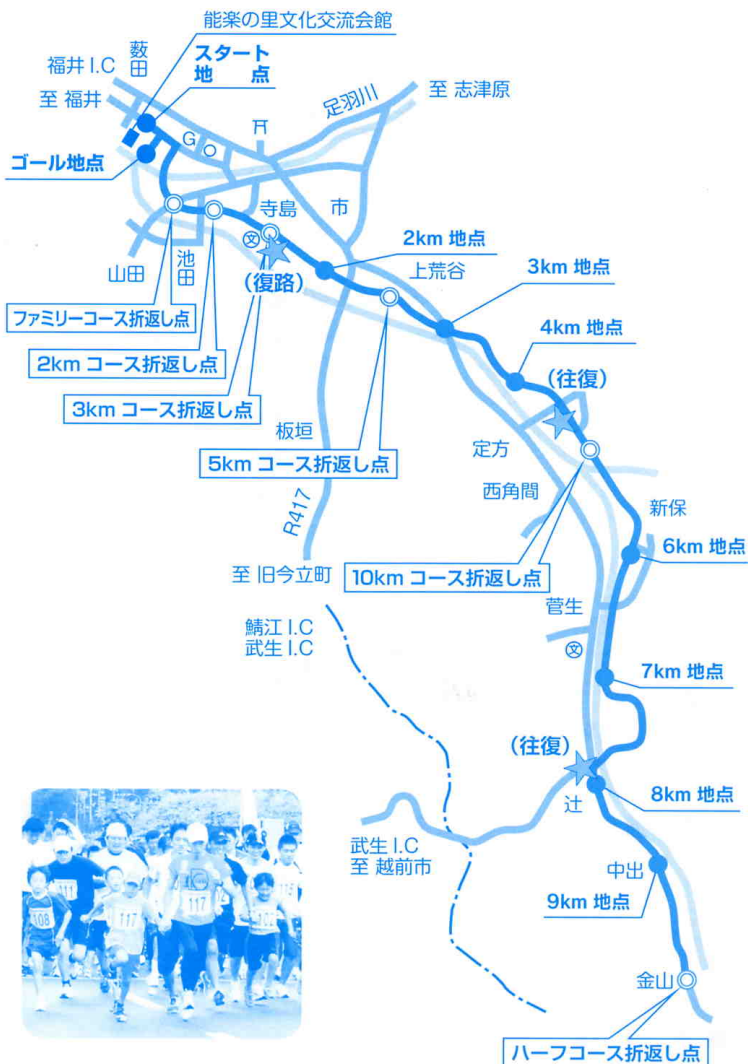 能楽の里文化交流会館
薮田
スタート
地　点
福井 I.C
至 福井
足羽川
至 志津原
G
ゴール地点
寺島
市
文
2km 地点
上荒谷
3km 地点
山田
池田
(復路)
ファミリーコース折返し点
4km 地点
2km コース折返し点
(往復)
3km コース折返し点
板垣
定方
5km コース折返し点
西角間
R417
新保
6km 地点
至 旧今立町
10km コース折返し点
菅生
鯖江 I.C
武生 I.C
文
7km 地点
(往復)
辻
8km 地点
武生 I.C
至 越前市
中出
9km 地点
金山
ハーフコース折返し点
111
108
117
117
102